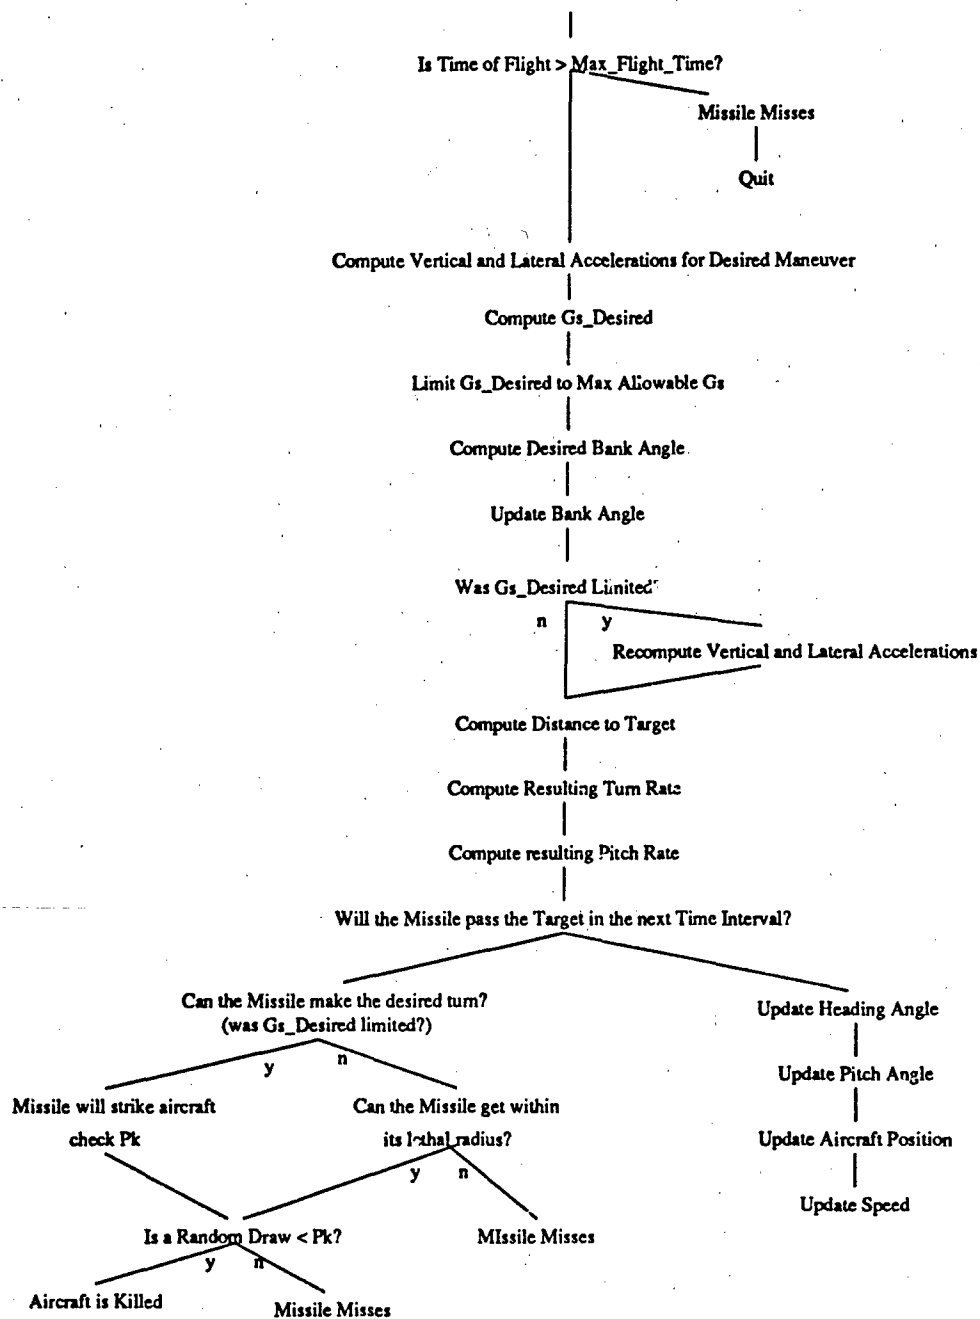 Is Time of Flight > Max_Flight_Time?
Missile Misses
Quit
Compute Vertical and Lateral Accelerations for Desired Maneuver
Compute Gs_Desired
Limit Gs_Desired to Max Allowable Gs
Compute Desired Bank Angle
Update Bank Angle
Was Gs_Desired Limited?
n y
Recompute Vertical and Lateral Accelerations
Compute Distance to Target
Compute Resulting Turn Rate
Compute resulting Pitch Rate
Will the Missile pass the Target in the next Time Interval?
Can the Missile make the desired turn?
(was Gs_Desired limited?)
y n
Missile will strike aircraft
check Pk
Can the Missile get within
its lethal radius?
y n
Is a Random Draw < Pk?
y n
Aircraft is Killed
Missile Misses
MIssile Misses
Update Heading Angle
Update Pitch Angle
Update Aircraft Position
Update Speed